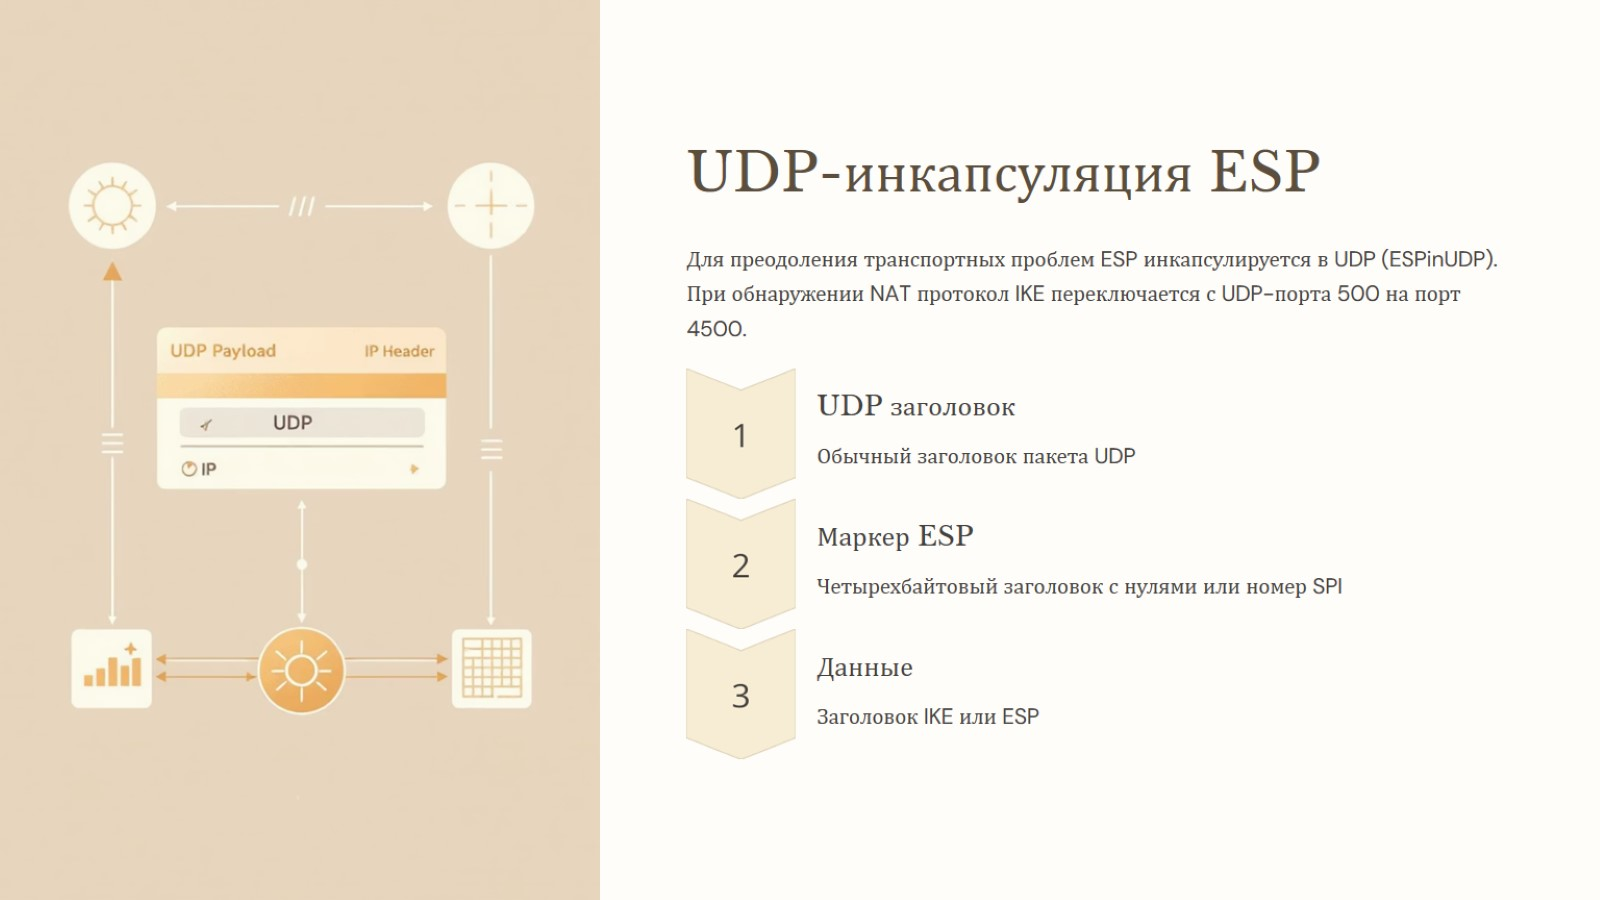 UDP Payload
IP Header
UDP
IP
UDP-инкапсуляция ESP
Для преодоления транспортных проблем ESP инкапсулируется в UDP (ESPinUDP).
При обнаружении NAT протокол IKE переключается с UDP-порта 500 на порт
4500.
1
UDP заголовок
Обычный заголовок пакета UDP
2
Маркер ESP
Четырехбайтовый заголовок с нулями или номер SPI
3
Данные
Заголовок IKE или ESP